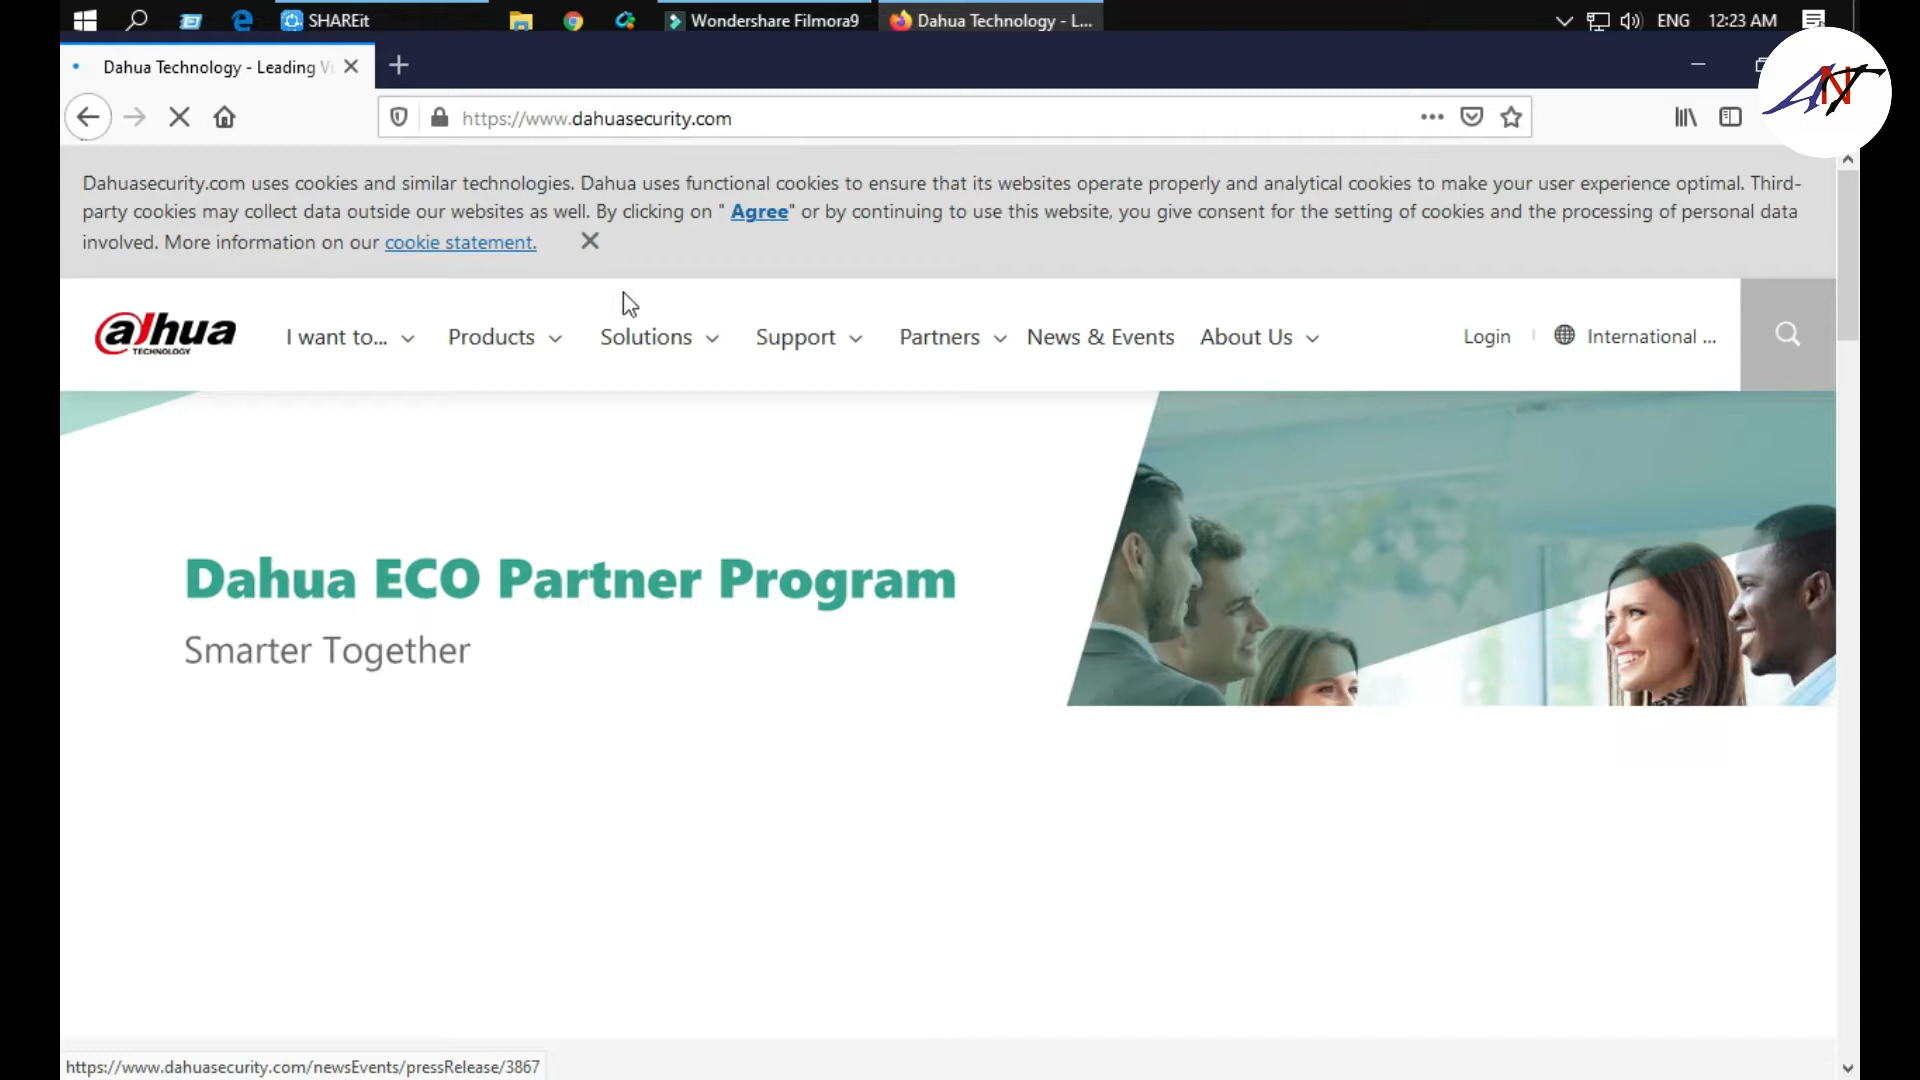 SHAREit
Wondershare Filmora9
Dahua Technology - L...
ENG
12:23 AM
Dahua Technology - Leading V
https://www.dahuasecurity.com
ANT
Dahuasecurity.com uses cookies and similar technologies. Dahua uses functional cookies to ensure that its websites operate properly and analytical cookies to make your user experience optimal. Third-
party cookies may collect data outside our websites as well. By clicking on " Agree" or by continuing to use this website, you give consent for the setting of cookies and the processing of personal data
involved. More information on our cookie statement.
alhua
TECHNOLOGY
I want to...
Products
Solutions
Support
Partners
News & Events
About Us
Login
International ...
Dahua ECO Partner Program
Smarter Together
https://www.dahuasecurity.com/newsEvents/pressRelease/3867